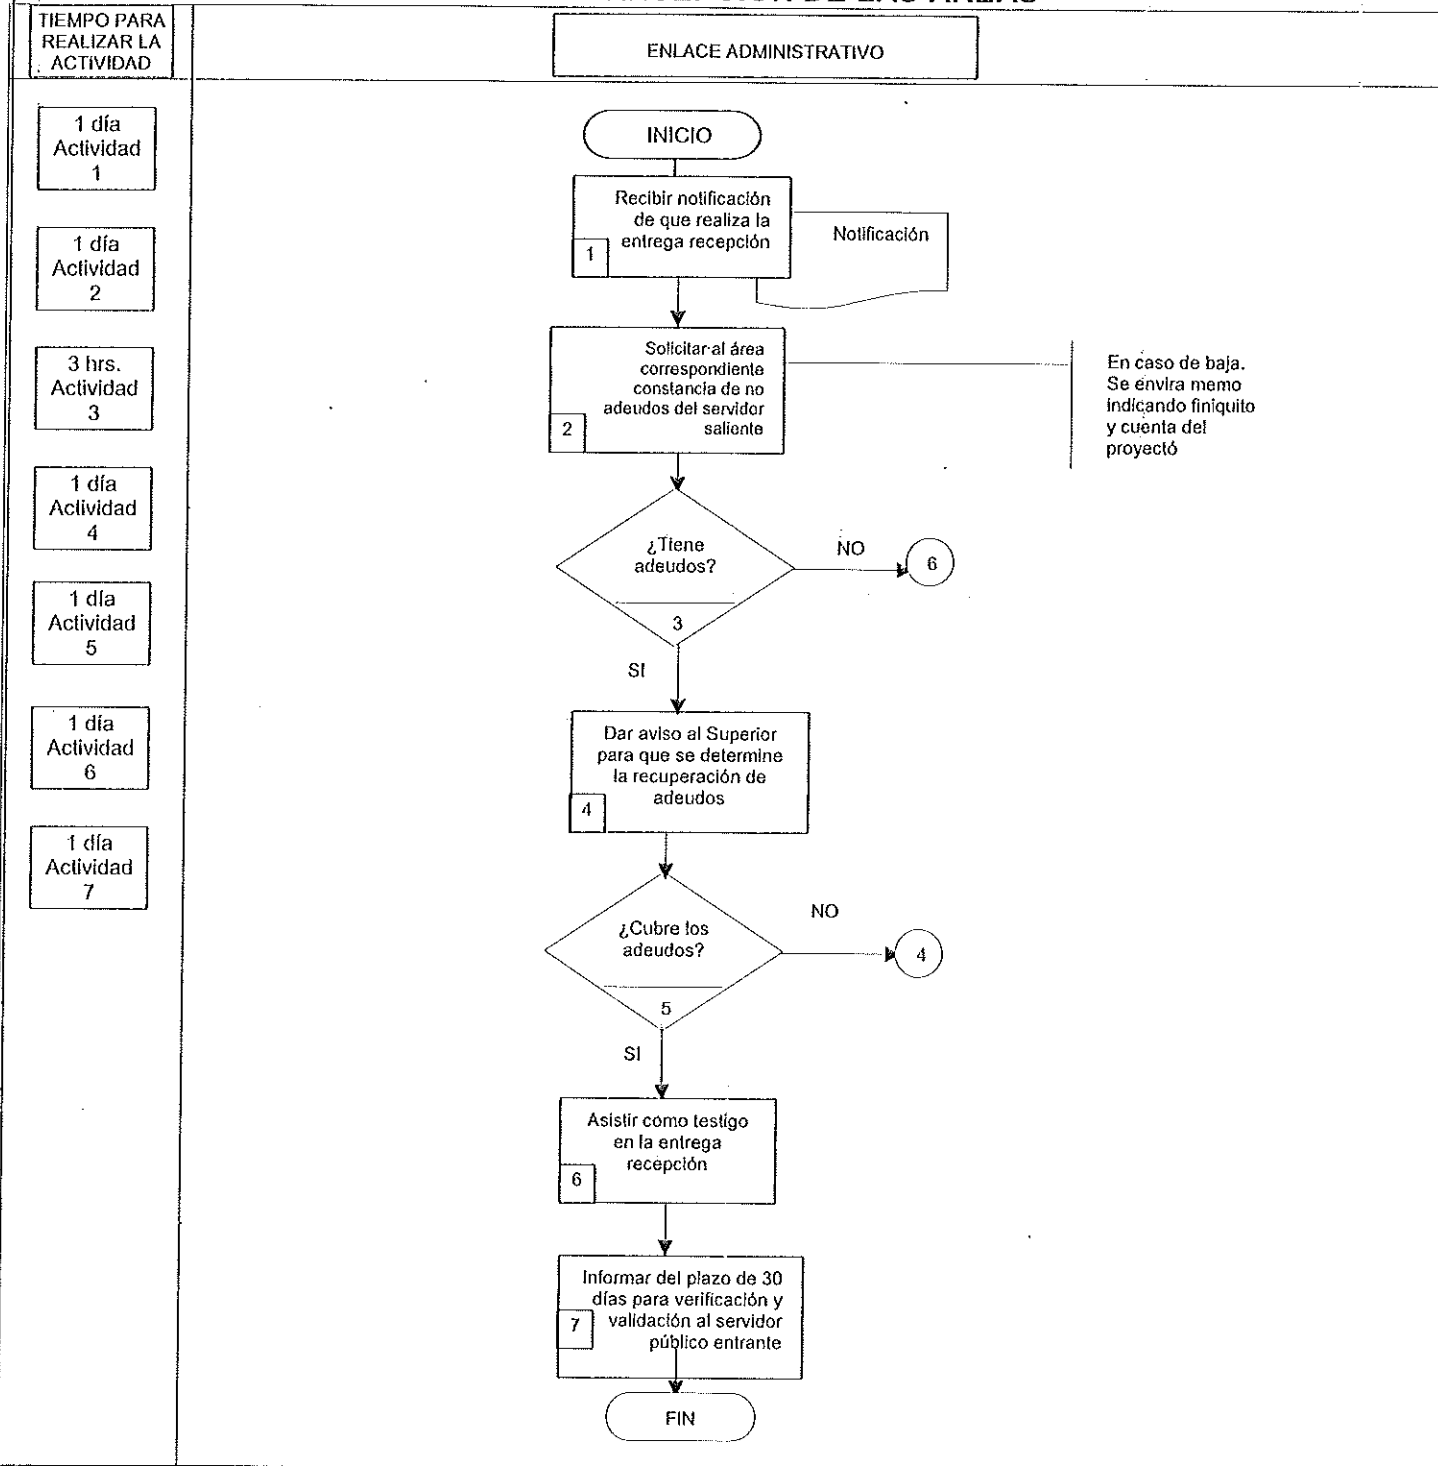 TIEMPO PARA
REALIZAR LA
ACTIVIDAD
ENLACE ADMINISTRATIVO
1 día
Actividad
1
1 día
Actividad
2
3 hrs.
Actividad
3
1 día
Actividad
4
1 día
Actividad
5
1 día
Actividad
6
1 día
Actividad
7
INICIO
Recibir notificación
de que realiza la
entrega recepción
1
Notificación
Solicitar al área
correspondiente
constancia de no
adeudos del servidor
saliente
2
En caso de baja.
Se envira memo
indicando finiquito
y cuenta del
proyectó
¿Tiene
adeudos?
3
NO
6
SI
Dar aviso al Superior
para que se determine
la recuperación de
adeudos
4
¿Cubre los
adeudos?
5
NO
4
SI
Asistir como testigo
en la entrega
recepción
6
Informar del plazo de 30
días para verificación y
validación al servidor
público entrante
7
FIN